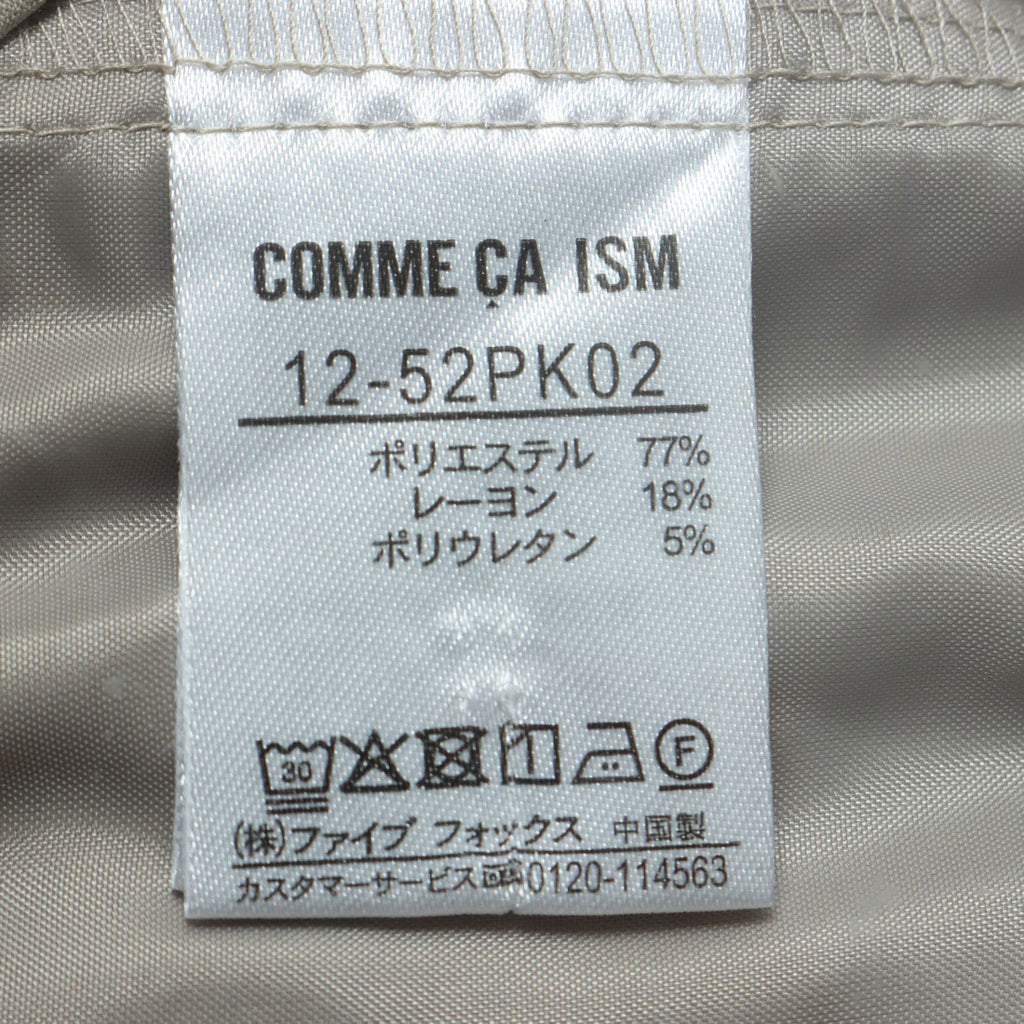 COMME ÇA ISM
12-52PK02
ポリエステル 77%
レーヨン 18%
ポリウレタン 5%
30 F
(株)ファイブ フォックス 中国製
カスタマーサービス 0120-114563